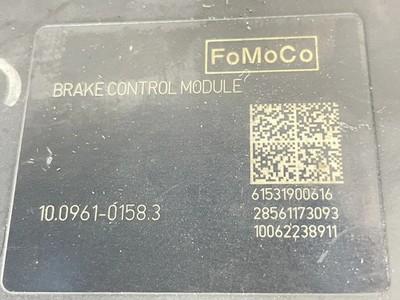 FoMoCo
BRAKE CONTROL MODULE
61531900616
10.0961-0158.3
28561173093
10062238911